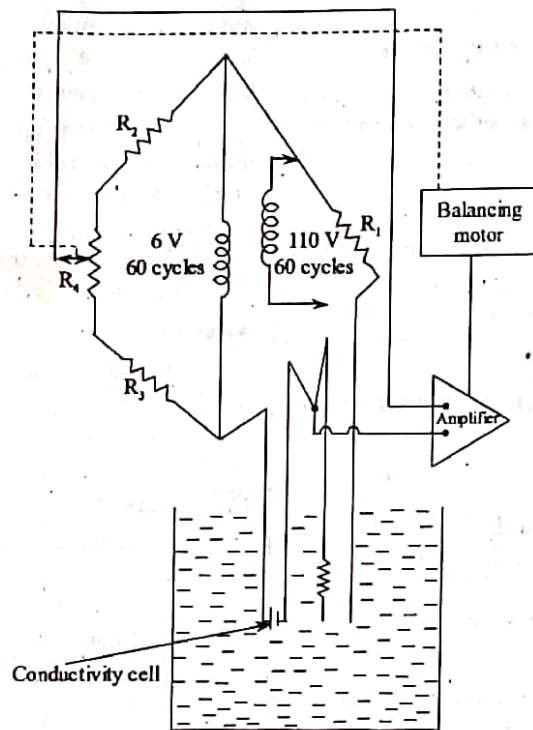 R2
R1
Balancing
motor
6 V
60 cycles
110 V
60 cycles
R4
R3
Amplifier
Conductivity cell